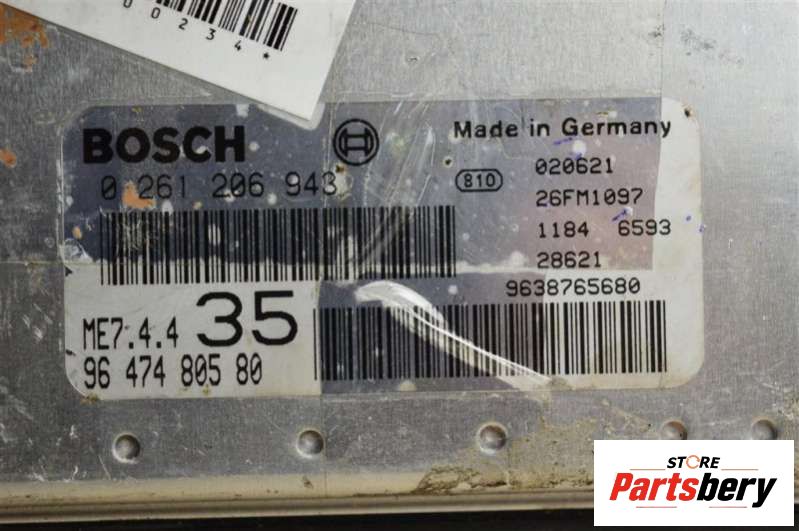 00234*
BOSCH
Made in Germany
0 261 206 943
810
020621
26FM1097
1184 6593
28621
9638765680
ME7.4.4 35
96 474 805 80
STORE
Partsbery